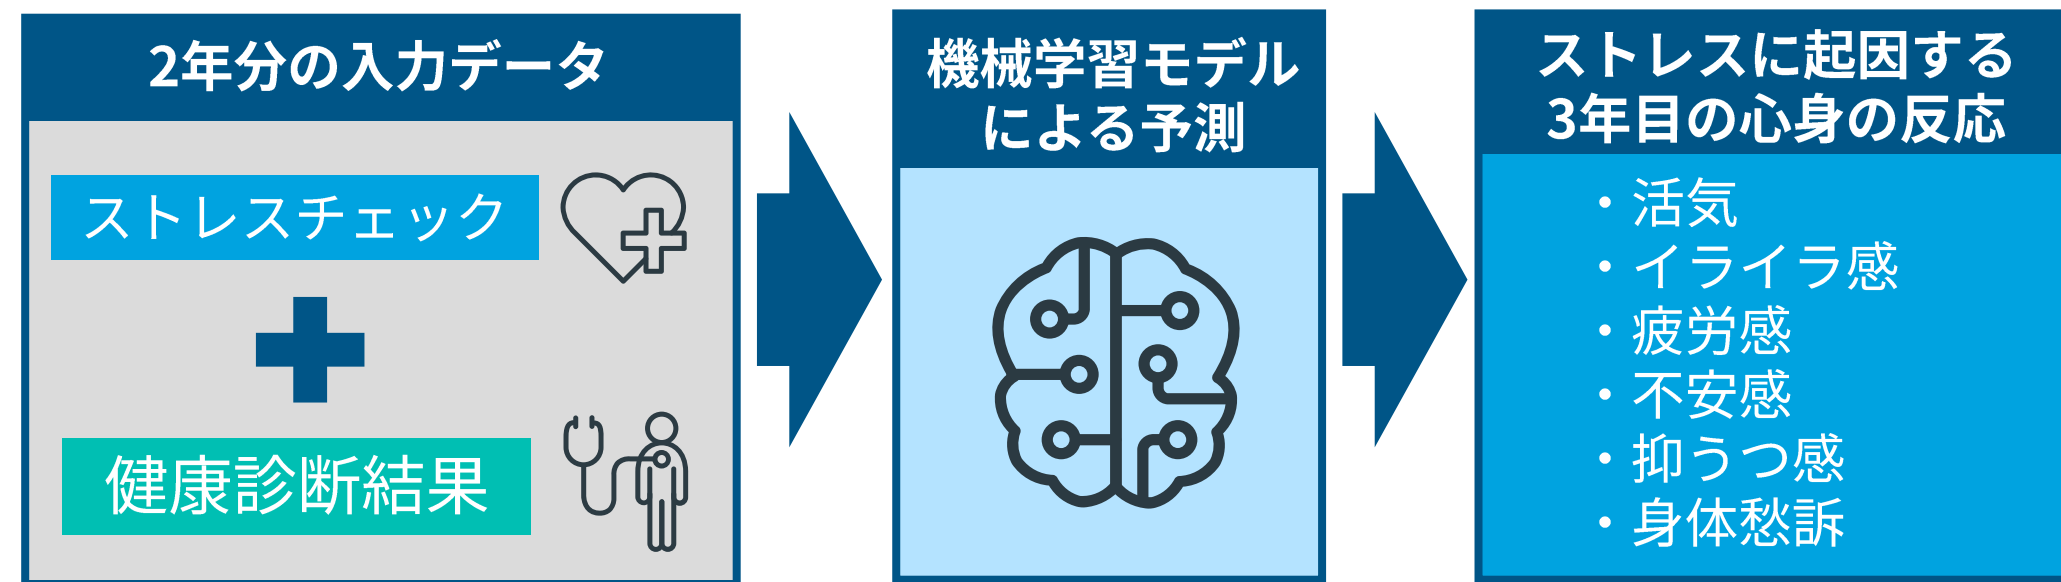 2年分の入力データ
ストレスチェック
健康診断結果
機械学習モデル
による予測
ストレスに起因する
3年目の心身の反応
・活気
・イライラ感
・疲労感
・不安感
・抑うつ感
・身体愁訴